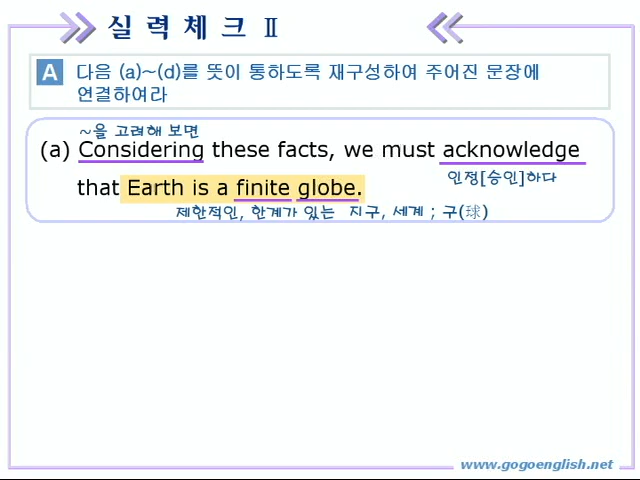 실 력 체 크 Ⅱ
A 다음 (a)~(d)를 뜻이 통하도록 재구성하여 주어진 문장에
연결하여라
~을 고려해 보면
(a) Considering these facts, we must acknowledge
인정[승인]하다
that Earth is a finite globe.
제한적인, 한계가 있는 지구, 세계 ; 구(球)
www.gogoenglish.net